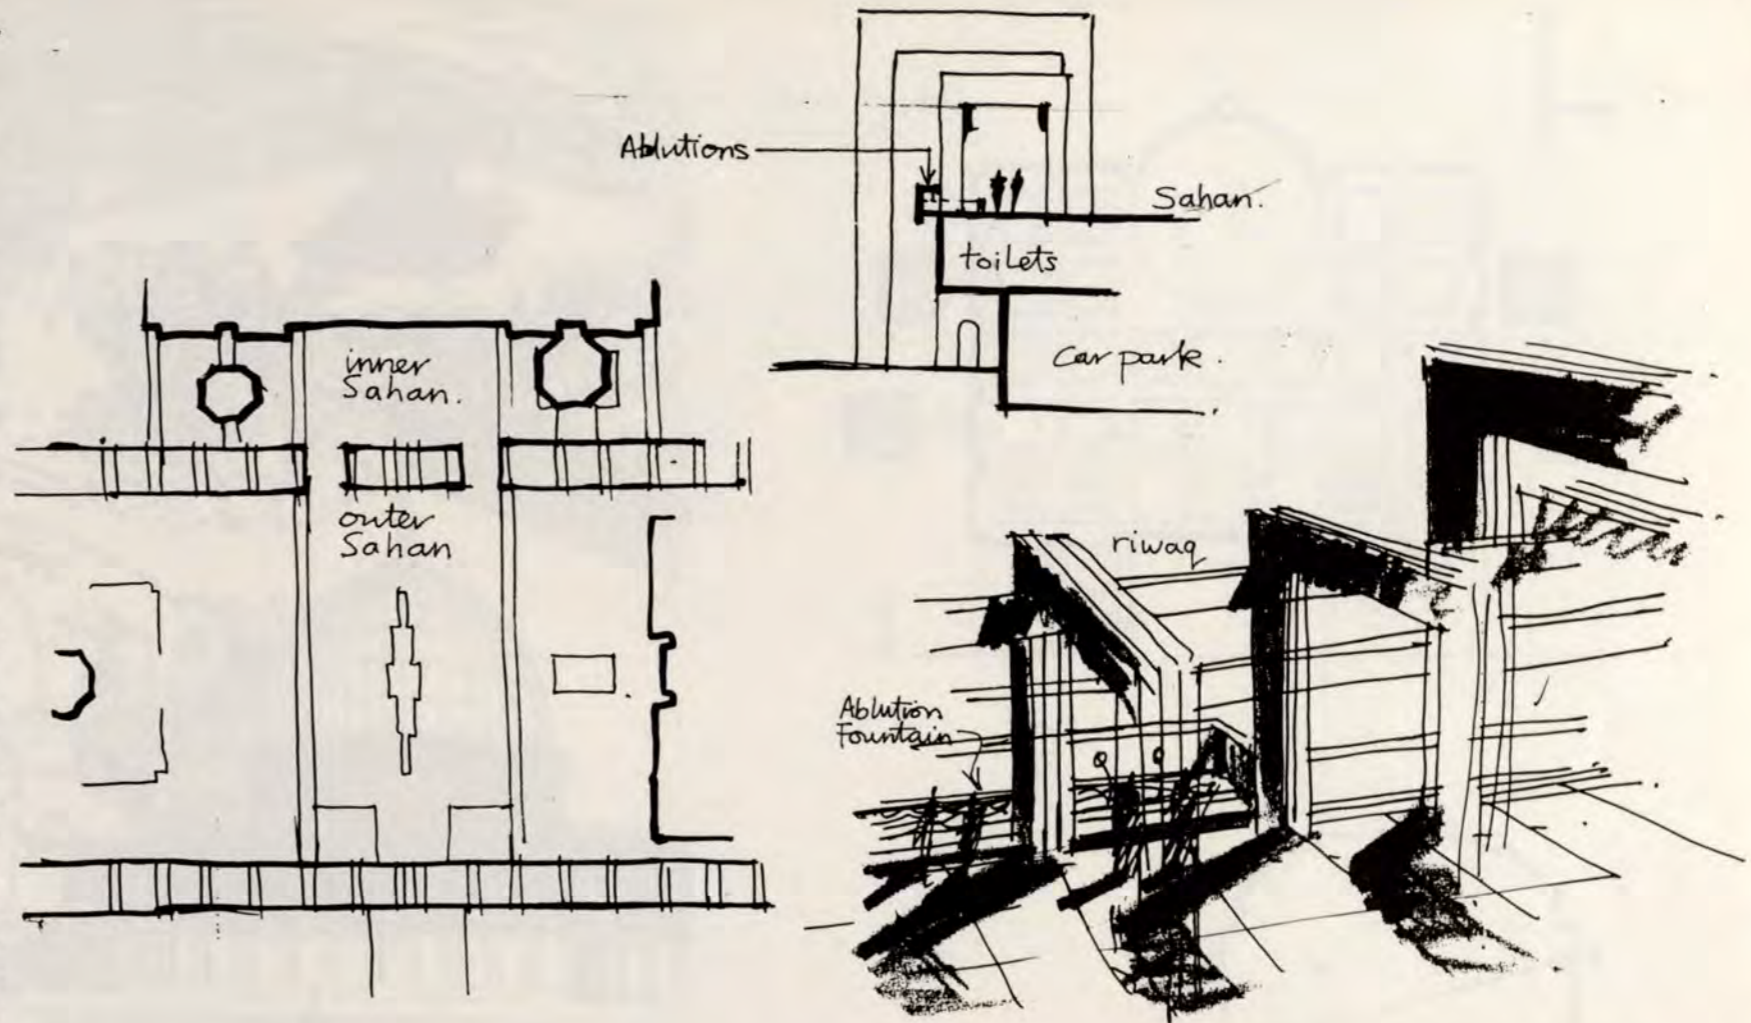 Ablutions
Sahan.
toilets
Car park.
inner
Sahan.
outer
Sahan
riwaq
Ablution
Fountain